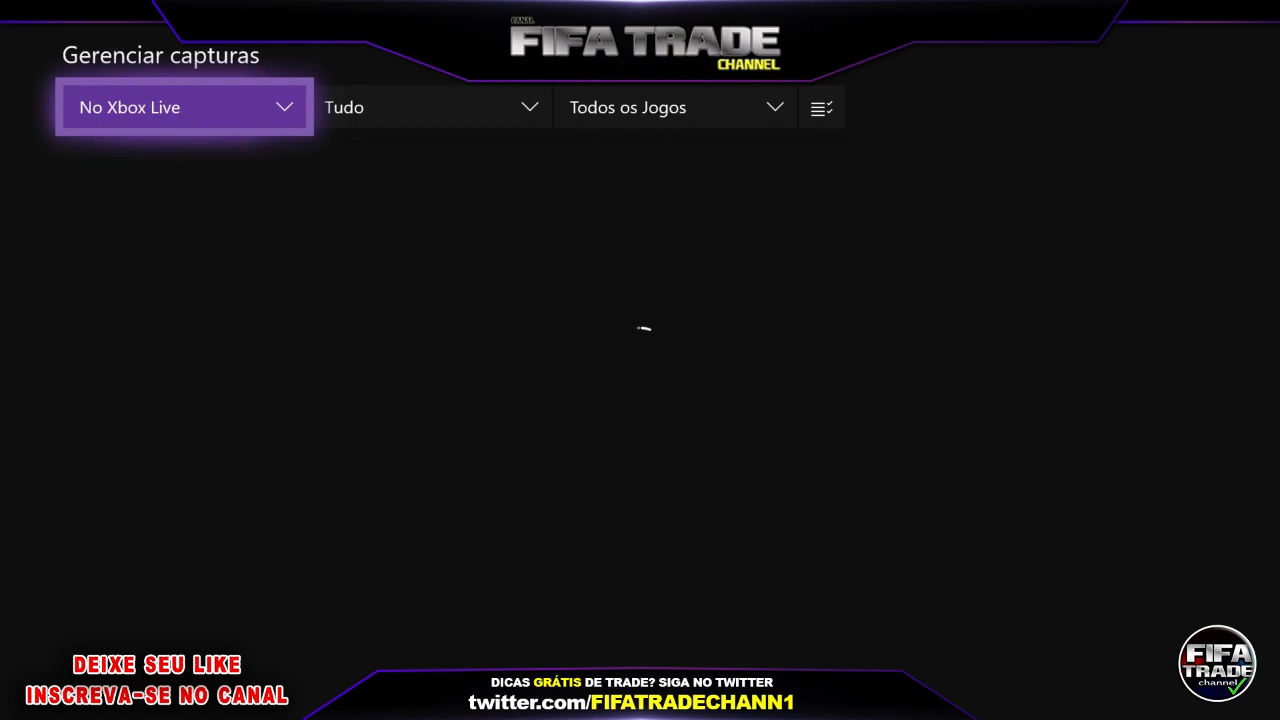 CANAL
FIFA TRADE
CHANNEL
Gerenciar capturas
No Xbox Live
Tudo
Todos os Jogos
DEIXE SEU LIKE
INSCREVA-SE NO CANAL
DICAS GRÁTIS DE TRADE? SIGA NO TWITTER
twitter.com/FIFATRADECHANN1
FIFA
TRADE
channel